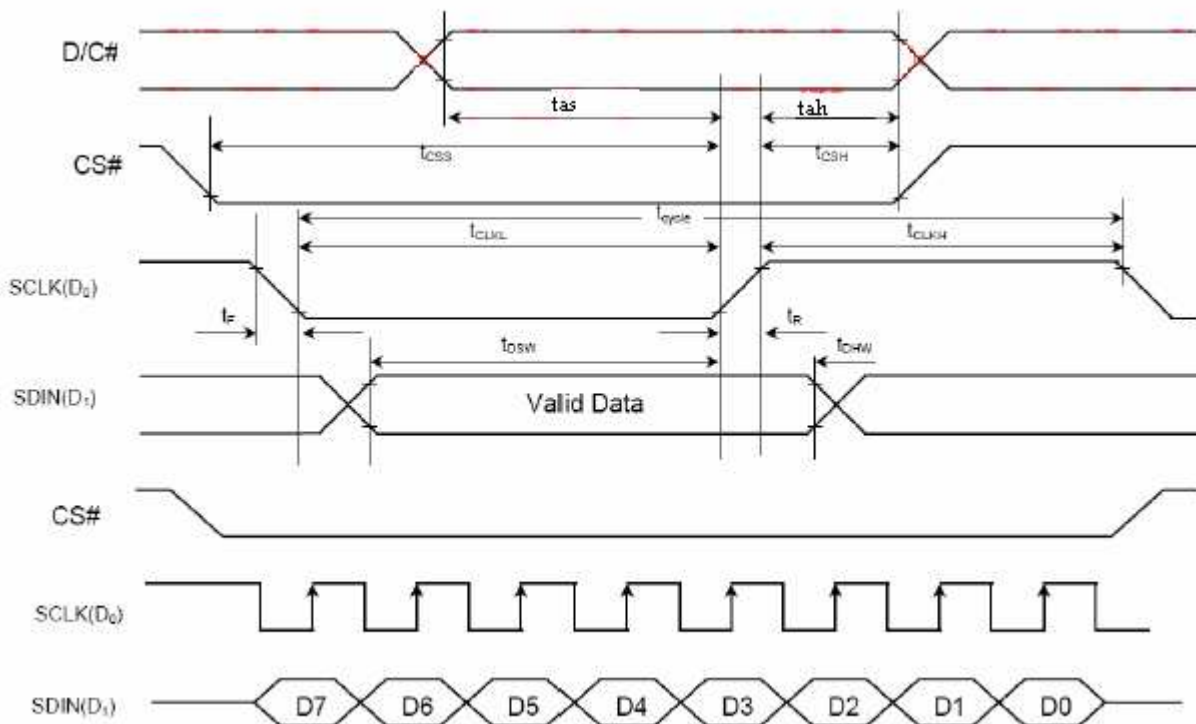 D/C#
tas
tah
CS#
tCSS
tCSH
tcycle
tCLKL
tCLKH
SCLK(D0)
tF
tR
tDSW
tDHW
SDIN(D1)
Valid Data
CS#
SCLK(D0)
SDIN(D1)
D7 D6 D5 D4 D3 D2 D1 D0